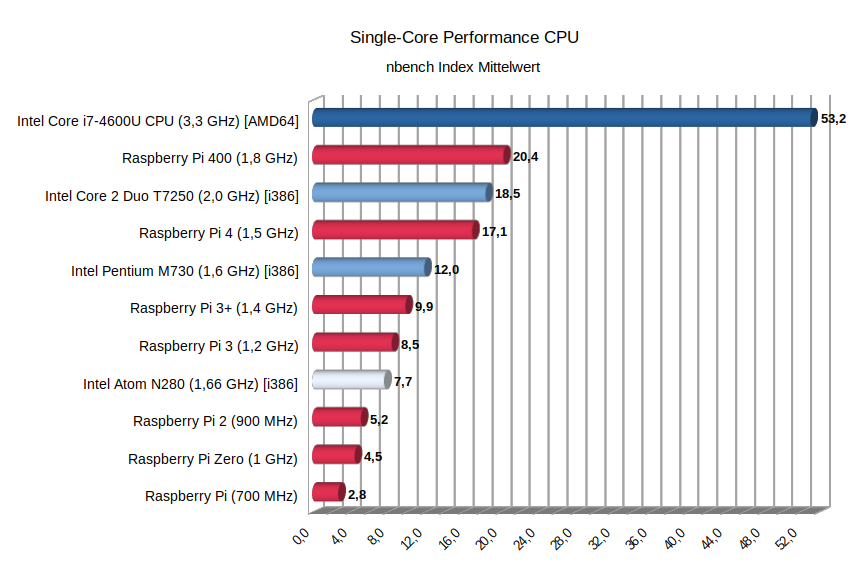 Single-Core Performance CPU
nbench Index Mittelwert
Intel Core i7-4600U CPU (3,3 GHz) [AMD64] 53,2
Raspberry Pi 400 (1,8 GHz) 20,4
Intel Core 2 Duo T7250 (2,0 GHz) [i386] 18,5
Raspberry Pi 4 (1,5 GHz) 17,1
Intel Pentium M730 (1,6 GHz) [i386] 12,0
Raspberry Pi 3+ (1,4 GHz) 9,9
Raspberry Pi 3 (1,2 GHz) 8,5
Intel Atom N280 (1,66 GHz) [i386] 7,7
Raspberry Pi 2 (900 MHz) 5,2
Raspberry Pi Zero (1 GHz) 4,5
Raspberry Pi (700 MHz) 2,8
0,0 4,0 8,0 12,0 16,0 20,0 24,0 28,0 32,0 36,0 40,0 44,0 48,0 52,0